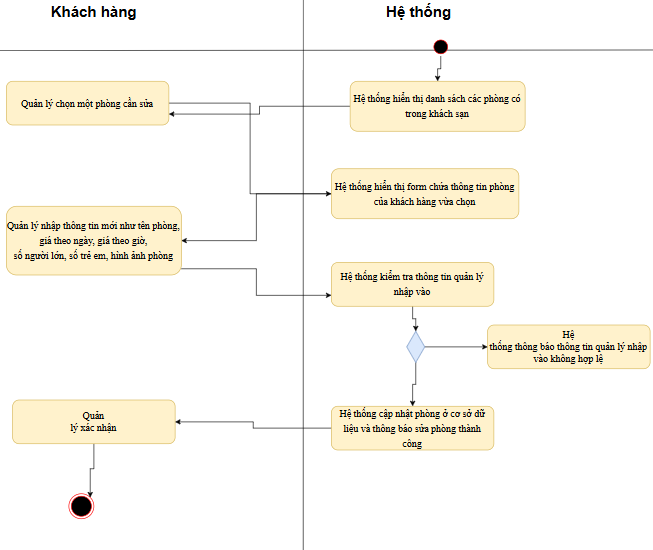 Khách hàng
Hệ thống
Quản lý chọn một phòng cần sửa
Hệ thống hiển thị danh sách các phòng có
trong khách sạn
Hệ thống hiển thị form chứa thông tin phòng
của khách hàng vừa chọn
Quản lý nhập thông tin mới như tên phòng,
giá theo ngày, giá theo giờ,
số người lớn, số trẻ em, hình ảnh phòng
Hệ thống kiểm tra thông tin quản lý
nhập vào
Hệ
thống thông báo thông tin quản lý nhập
vào không hợp lệ
Quản
lý xác nhận
Hệ thống cập nhật phòng ở cơ sở dữ
liệu và thông báo sửa phòng thành
công